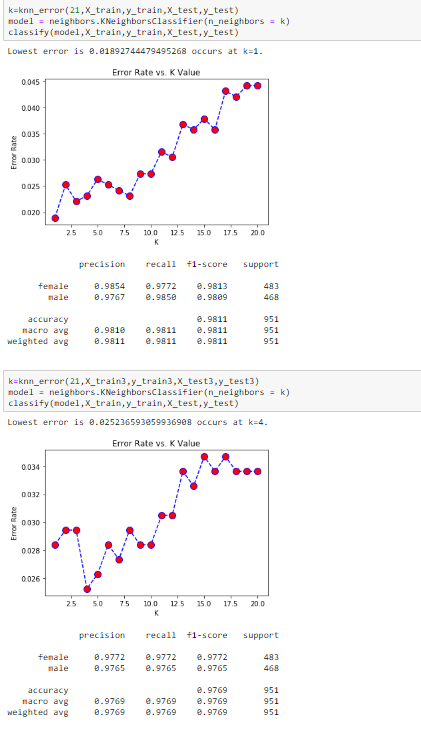 k=knn_error(21,X_train,y_train,X_test,y_test)
model = neighbors.KNeighborsClassifier(n_neighbors = k)
classify(model,X_train,y_train,X_test,y_test)
Lowest error is 0.01892744479495268 occurs at k=1.
Error Rate vs. K Value
0.045
0.040
0.035
0.030
0.025
0.020
Error Rate
2.5 5.0 7.5 10.0 12.5 15.0 17.5 20.0
K
precision recall f1-score support
female 0.9854 0.9772 0.9813 483
male 0.9767 0.9850 0.9809 468
accuracy 0.9811 951
macro avg 0.9810 0.9811 0.9811 951
weighted avg 0.9811 0.9811 0.9811 951
k=knn_error(21,X_train3,y_train3,X_test3,y_test3)
model = neighbors.KNeighborsClassifier(n_neighbors = k)
classify(model,X_train,y_train,X_test,y_test)
Lowest error is 0.025236593059936908 occurs at k=4.
Error Rate vs. K Value
0.034
0.032
0.030
0.028
0.026
Error Rate
2.5 5.0 7.5 10.0 12.5 15.0 17.5 20.0
K
precision recall f1-score support
female 0.9772 0.9772 0.9772 483
male 0.9765 0.9765 0.9765 468
accuracy 0.9769 951
macro avg 0.9769 0.9769 0.9769 951
weighted avg 0.9769 0.9769 0.9769 951